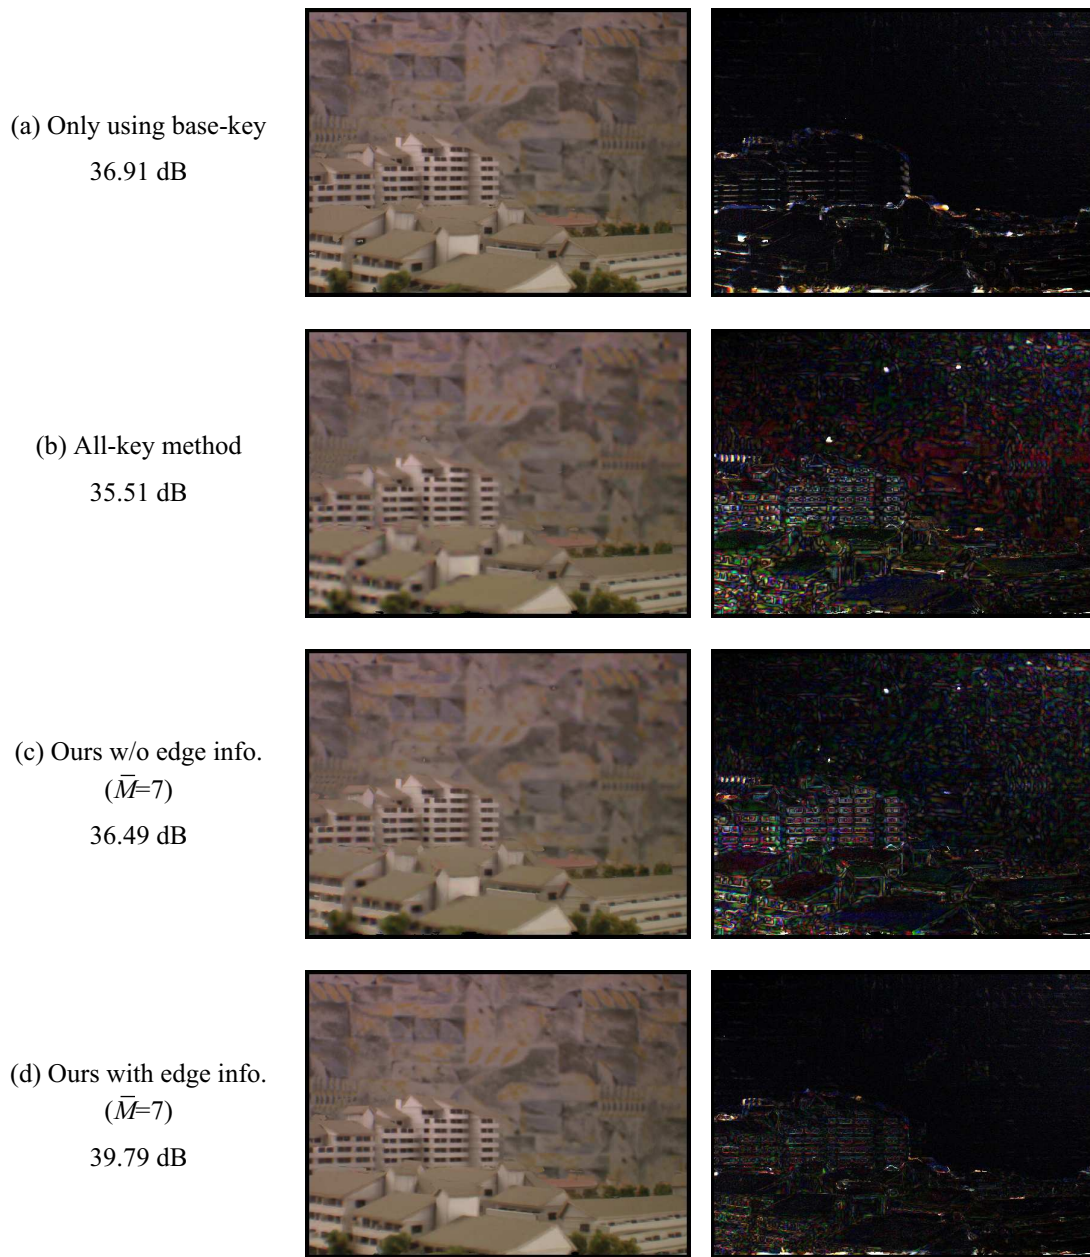 (a) Only using base-key
36.91 dB
(b) All-key method
35.51 dB
(c) Ours w/o edge info.
(M̅=7)
36.49 dB
(d) Ours with edge info.
(M̅=7)
39.79 dB